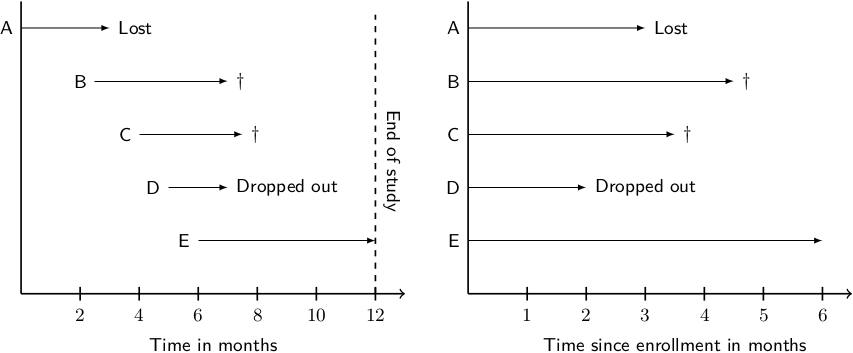 A Lost
B †
C †
D Dropped out
E
End of study
2 4 6 8 10 12
Time in months
A Lost
B †
C †
D Dropped out
E
1 2 3 4 5 6
Time since enrollment in months